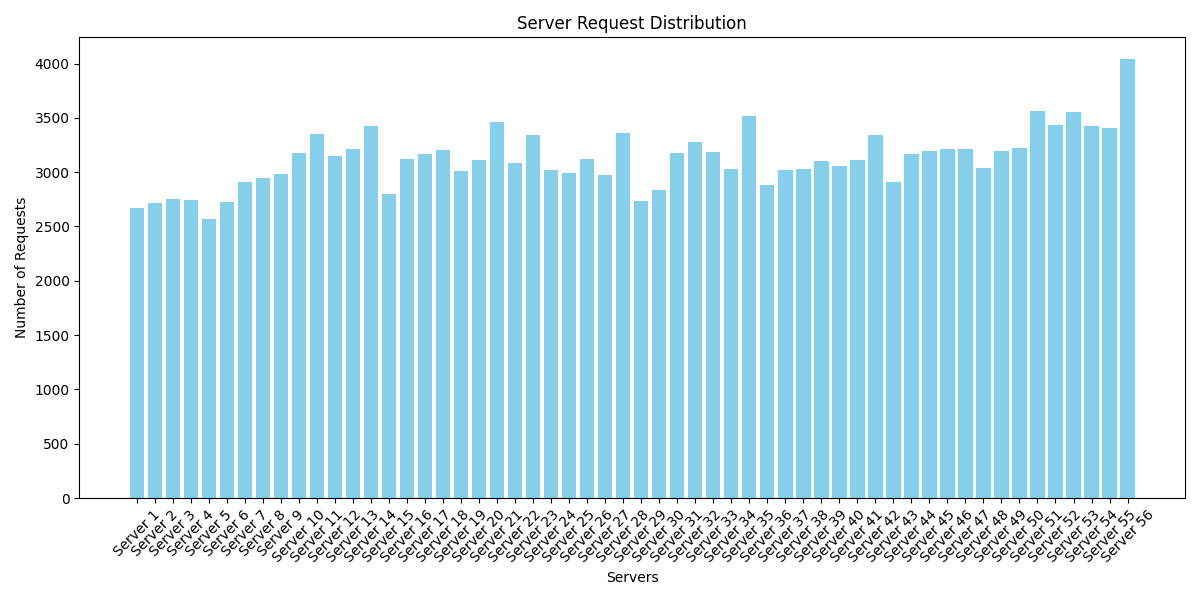 Server Request Distribution
Number of Requests
4000
3500
3000
2500
2000
1500
1000
500
0
Server 1
Server 2
Server 3
Server 4
Server 5
Server 6
Server 7
Server 8
Server 9
Server 10
Server 11
Server 12
Server 13
Server 14
Server 15
Server 16
Server 17
Server 18
Server 19
Server 20
Server 21
Server 22
Server 23
Server 24
Server 25
Server 26
Server 27
Server 28
Server 29
Server 30
Server 31
Server 32
Server 33
Server 34
Server 35
Server 36
Server 37
Server 38
Server 39
Server 40
Server 41
Server 42
Server 43
Server 44
Server 45
Server 46
Server 47
Server 48
Server 49
Server 50
Server 51
Server 52
Server 53
Server 54
Server 55
Server 56
Servers